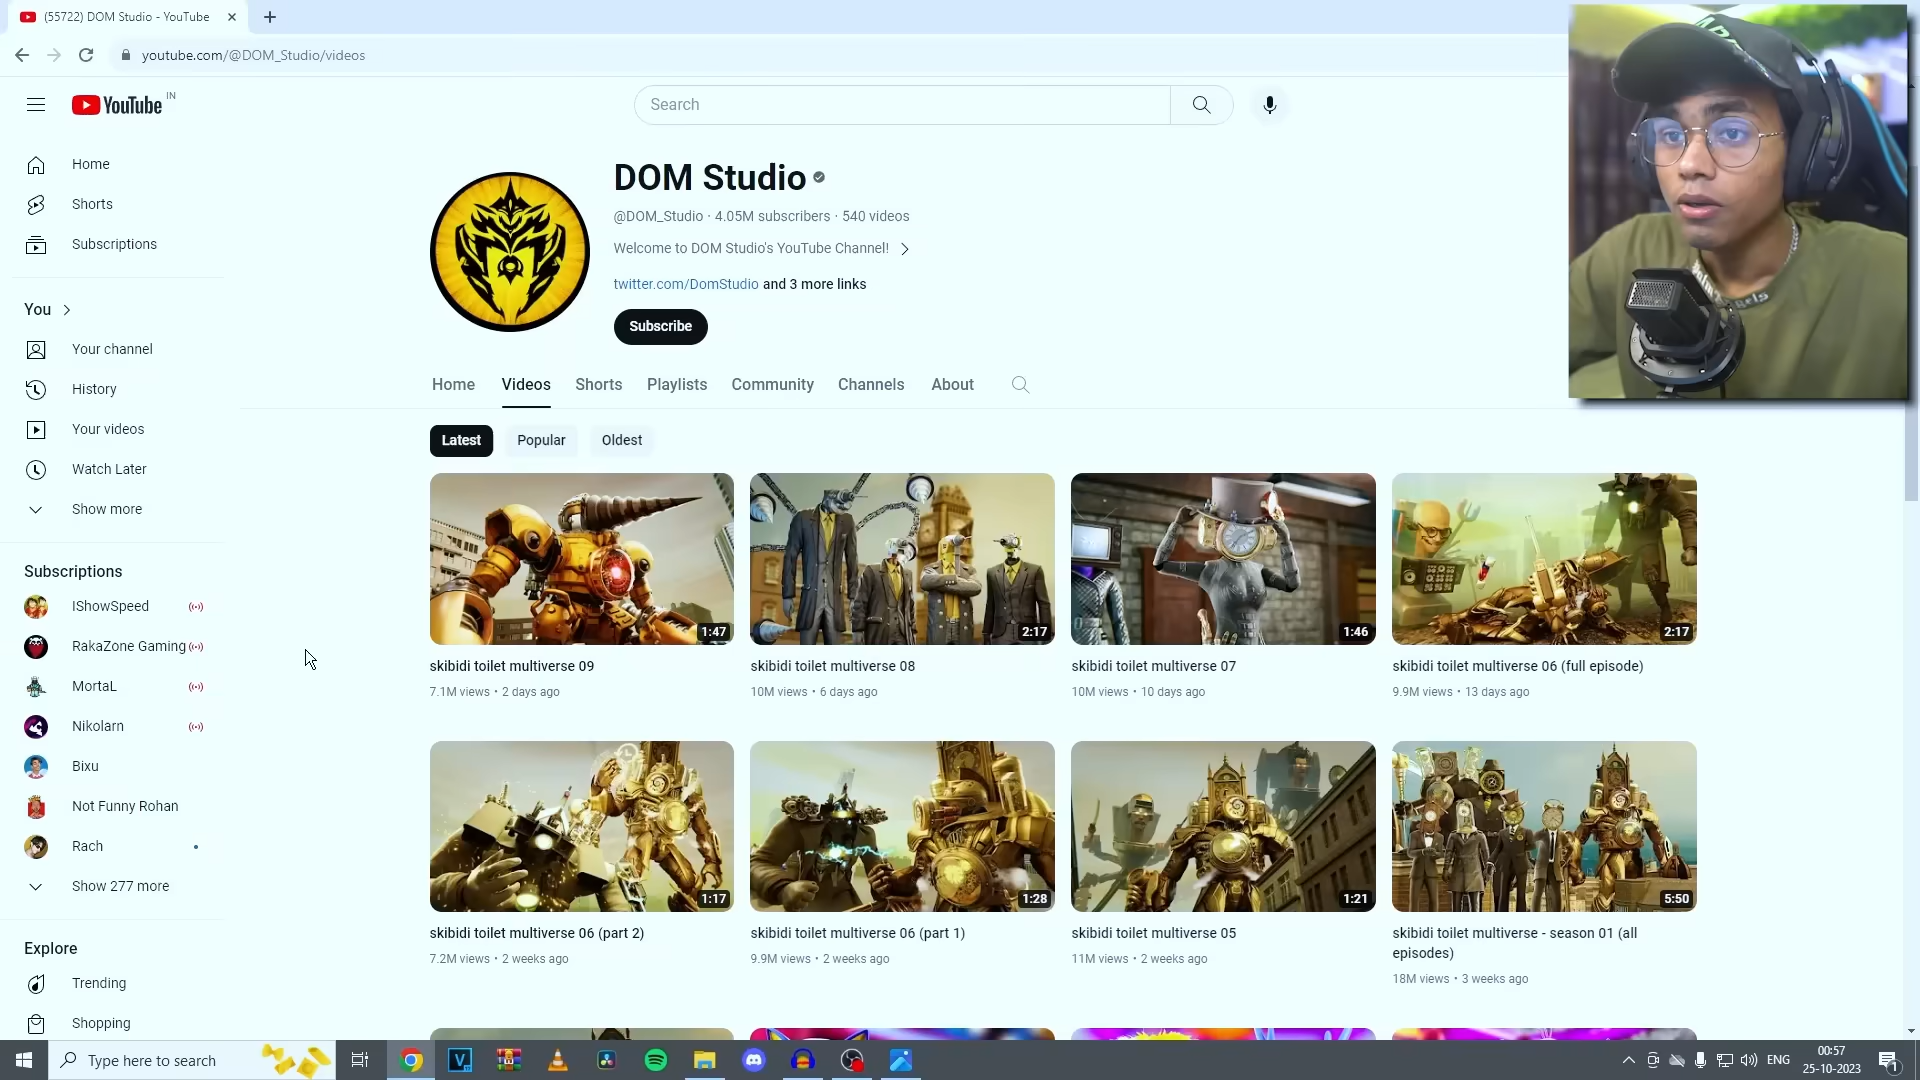 (55722) DOM Studio - YouTube
youtube.com/@DOM_Studio/videos
YouTube IN
Search
Home
Shorts
Subscriptions
You
Your channel
History
Your videos
Watch Later
Show more
Subscriptions
IShowSpeed
RakaZone Gaming
MortaL
Nikolarn
Bixu
Not Funny Rohan
Rach
Show 277 more
Explore
Trending
Shopping
DOM Studio
@DOM_Studio · 4.05M subscribers · 540 videos
Welcome to DOM Studio's YouTube Channel!
twitter.com/DomStudio and 3 more links
Subscribe
Home Videos Shorts Playlists Community Channels About
Latest Popular Oldest
1:47 2:17 1:46 2:17
skibidi toilet multiverse 09
7.1M views • 2 days ago
skibidi toilet multiverse 08
10M views • 6 days ago
skibidi toilet multiverse 07
10M views • 10 days ago
skibidi toilet multiverse 06 (full episode)
9.9M views • 13 days ago
1:17 1:28 1:21 5:50
skibidi toilet multiverse 06 (part 2)
7.2M views • 2 weeks ago
skibidi toilet multiverse 06 (part 1)
9.9M views • 2 weeks ago
skibidi toilet multiverse 05
11M views • 2 weeks ago
skibidi toilet multiverse - season 01 (all
episodes)
18M views • 3 weeks ago
Type here to search
ENG
00:57
25-10-2023
1